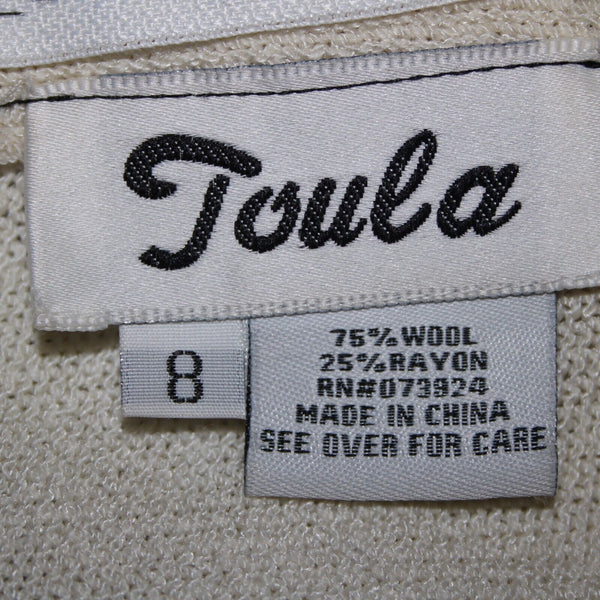 Toula
8
75% WOOL
25% RAYON
RN#073924
MADE IN CHINA
SEE OVER FOR CARE